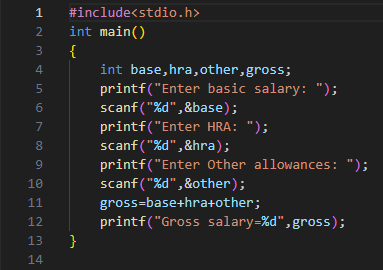 1 #include<stdio.h>
2 int main()
3 {
4 int base,hra,other,gross;
5 printf("Enter basic salary: ");
6 scanf("%d",&base);
7 printf("Enter HRA: ");
8 scanf("%d",&hra);
9 printf("Enter Other allowances: ");
10 scanf("%d",&other);
11 gross=base+hra+other;
12 printf("Gross salary=%d",gross);
13 }
14